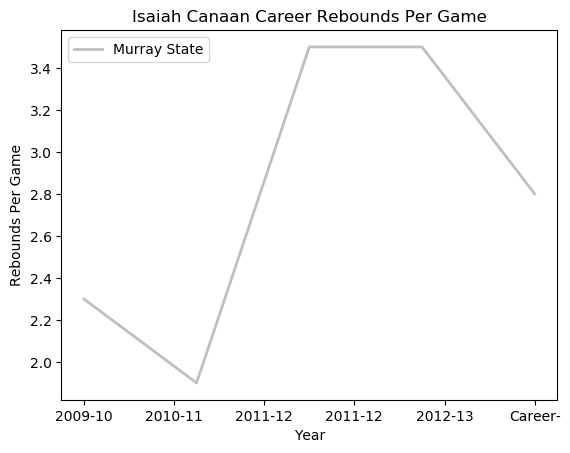 Isaiah Canaan Career Rebounds Per Game
Murray State
Rebounds Per Game
3.4
3.2
3.0
2.8
2.6
2.4
2.2
2.0
2009-10 2010-11 2011-12 2011-12 2012-13 Career-
Year